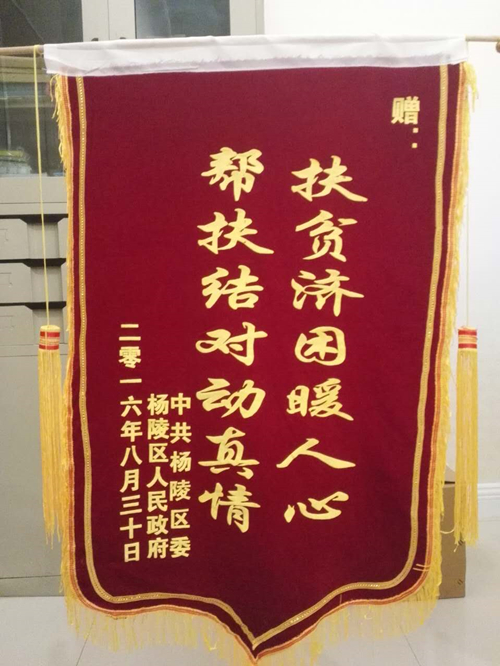 赠：
扶贫济困暖人心
帮扶结对动真情
中共杨陵区委
杨陵区人民政府
二零一六年八月三十日